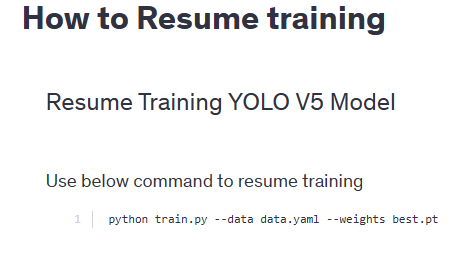 How to Resume training
Resume Training YOLO V5 Model
Use below command to resume training
1 python train.py --data data.yaml --weights best.pt